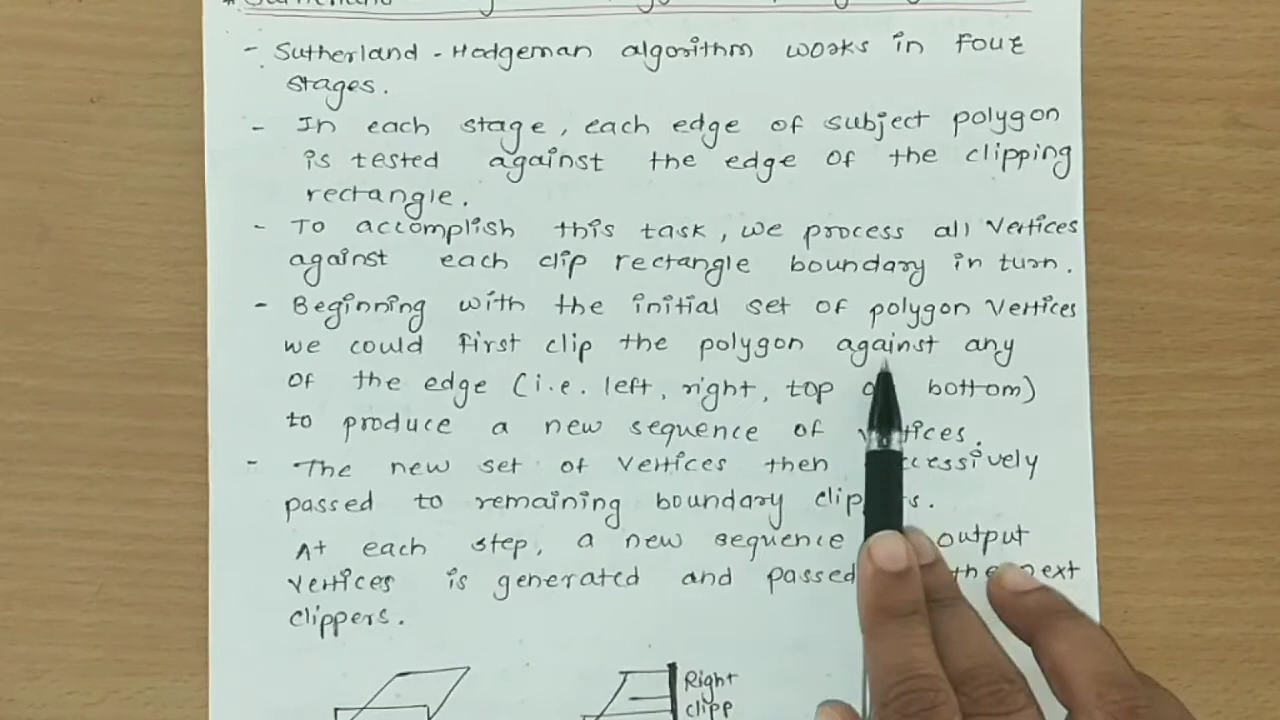 - Sutherland - Hodgeman algorithm works in Four
stages.
- In each stage, each edge of subject polygon
is tested against the edge of the clipping
rectangle.
- To accomplish this task, we process all Vertices
against each clip rectangle boundary in turn.
- Beginning with the initial set of polygon Vertices
we could first clip the polygon against any
of the edge (i.e. left, right, top bottom)
to produce a new sequence of
- The new set of Vertices then
passed to remaining boundary
At each step, a new sequence output
Vertices is generated and passed the next
clippers.
Right
clipp